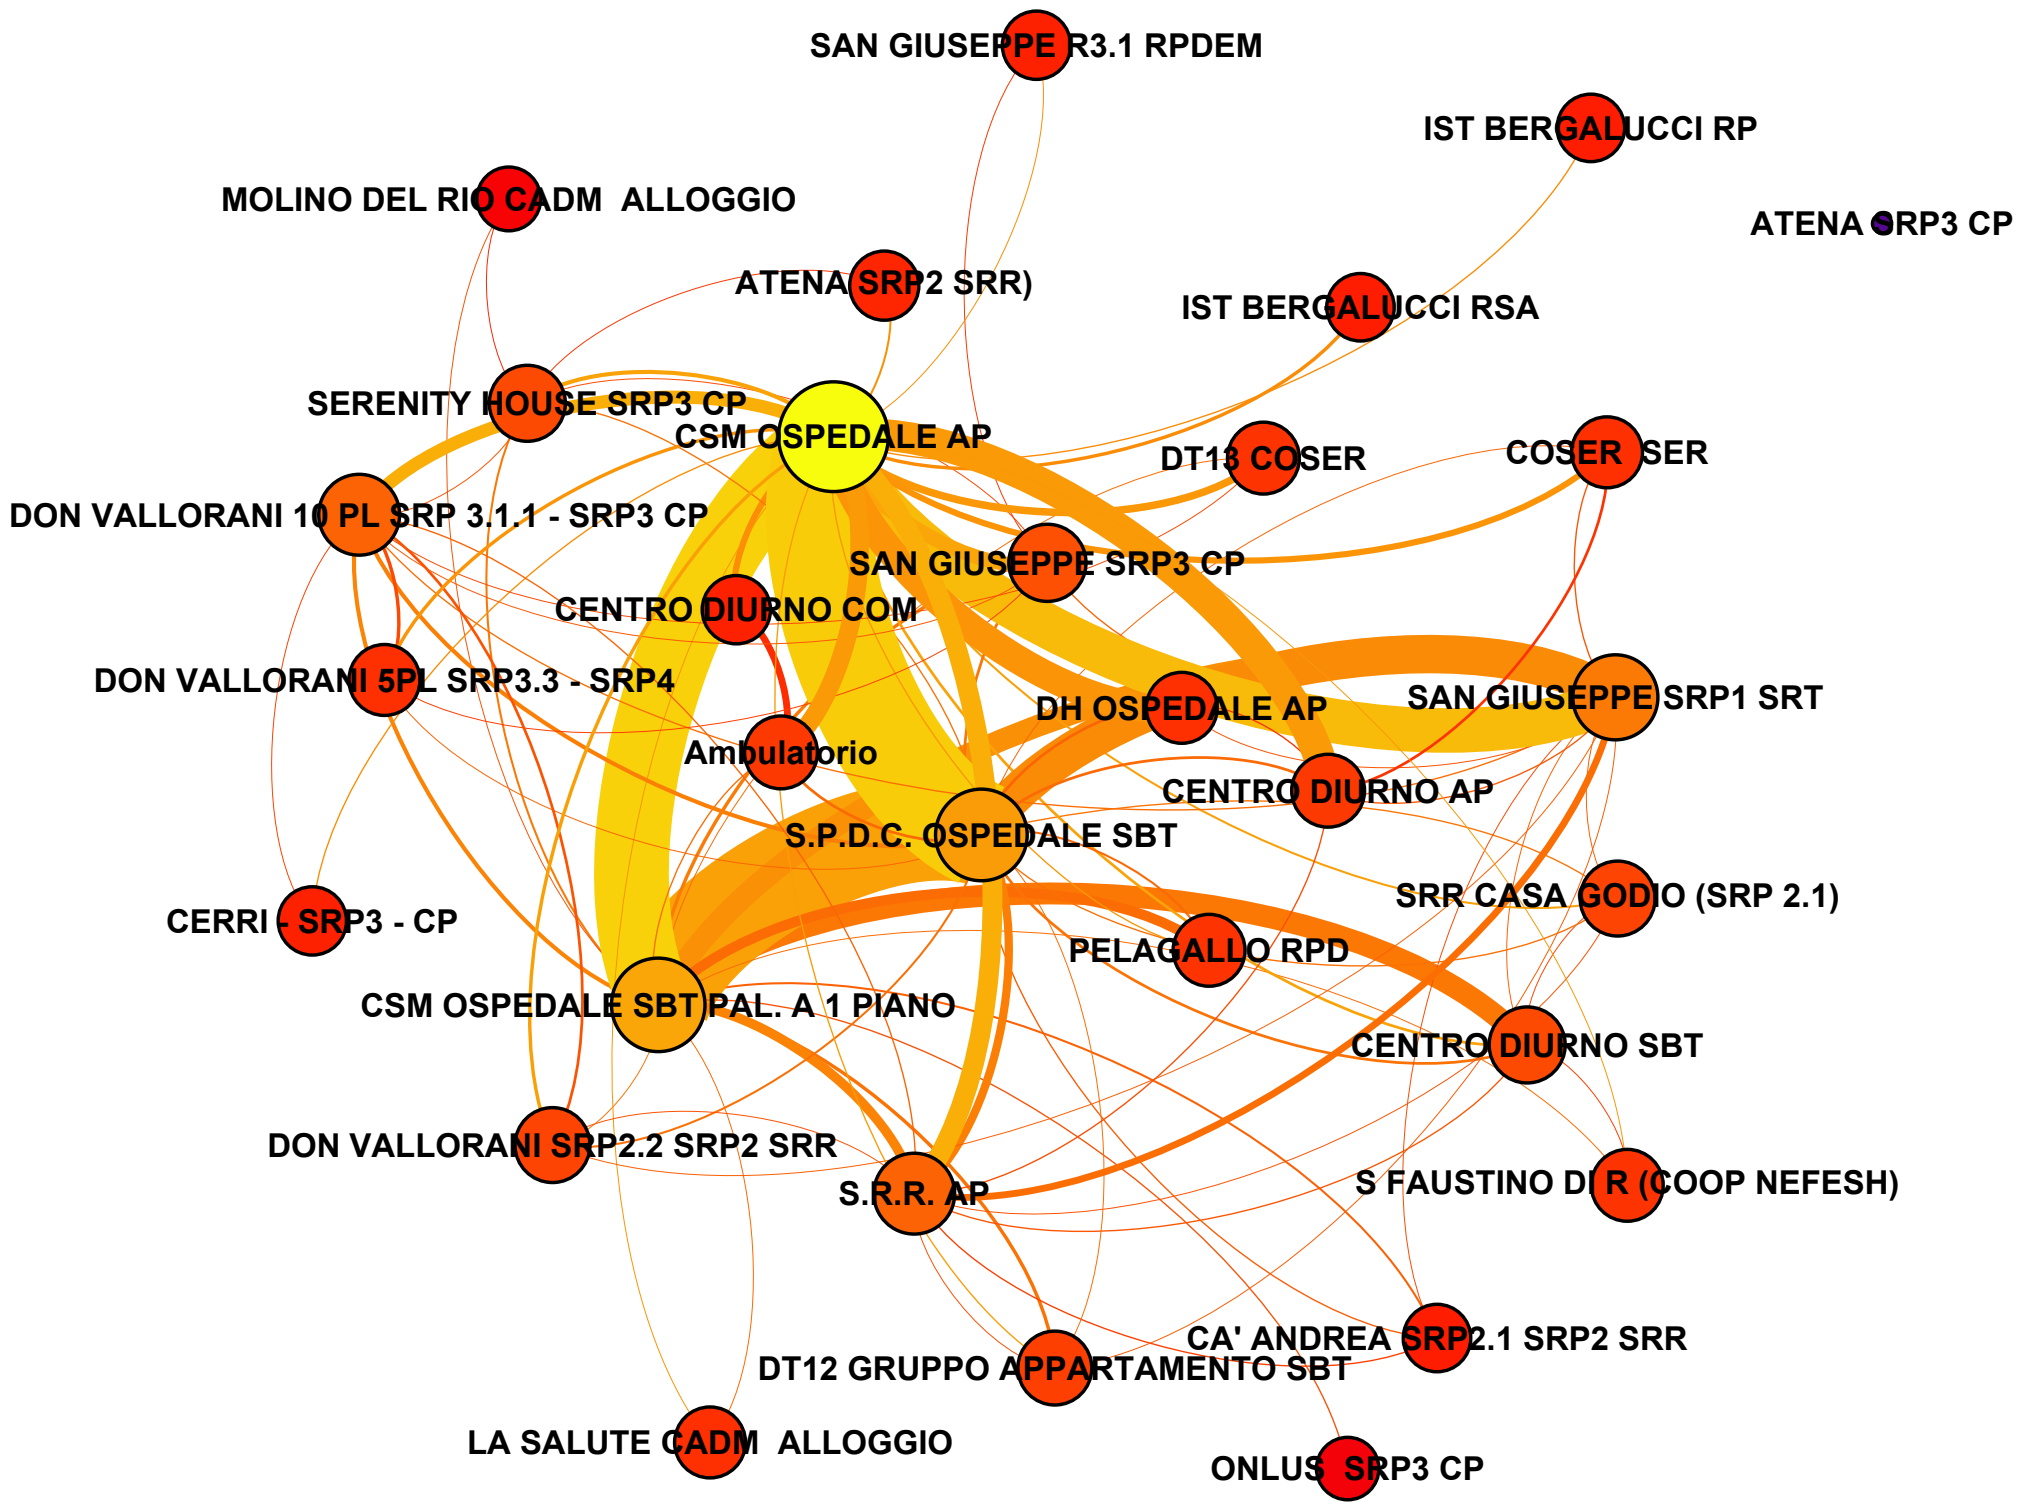 SAN GIUSEPPE R3.1 RPDEM
IST BERGALUCCI RP
MOLINO DEL RIO CADM  ALLOGGIO
ATENA SRP3 CP
ATENA SRP2 SRR)
IST BERGALUCCI RSA
SERENITY HOUSE SRP3 CP
CSM OSPEDALE AP
DT13 COSER
COSER  SER
DON VALLORANI 10 PL SRP 3.1.1 - SRP3 CP
SAN GIUSEPPE SRP3 CP
CENTRO DIURNO COM
DON VALLORANI 5PL SRP3.3 - SRP4
DH OSPEDALE AP
SAN GIUSEPPE SRP1 SRT
Ambulatorio
CENTRO DIURNO AP
S.P.D.C. OSPEDALE SBT
SRR CASA GODIO (SRP 2.1)
CERRI - SRP3 - CP
PELAGALLO RPD
CSM OSPEDALE SBT PAL. A 1 PIANO
CENTRO DIURNO SBT
DON VALLORANI SRP2.2 SRP2 SRR
S.R.R. AP
S FAUSTINO DI R (COOP NEFESH)
CA' ANDREA SRP2.1 SRP2 SRR
DT12 GRUPPO APPARTAMENTO SBT
LA SALUTE CADM  ALLOGGIO
ONLUS  SRP3 CP